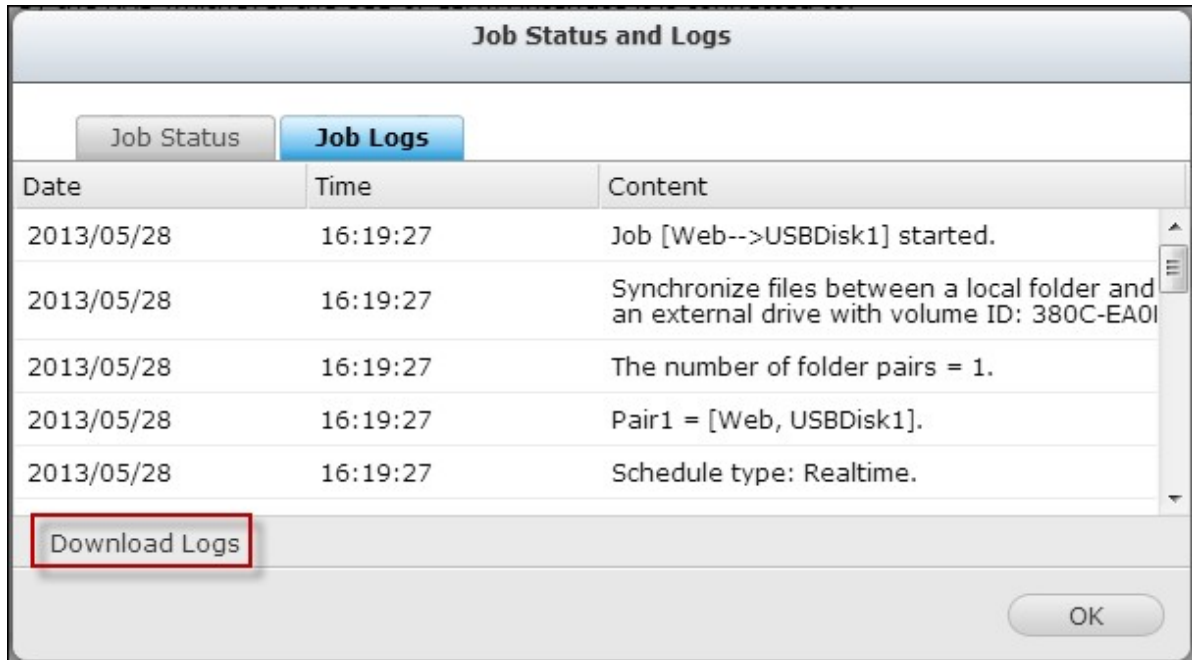 Job Status and Logs
Job Status Job Logs
Date Time Content
2013/05/28 16:19:27 Job [Web-->USBDisk1] started.
2013/05/28 16:19:27 Synchronize files between a local folder and
an external drive with volume ID:
2013/05/28 16:19:27 The number of folder pairs = 1.
2013/05/28 16:19:27 Pair1 = [Web, USBDisk1].
2013/05/28 16:19:27 Schedule type: Realtime.
Download Logs
OK